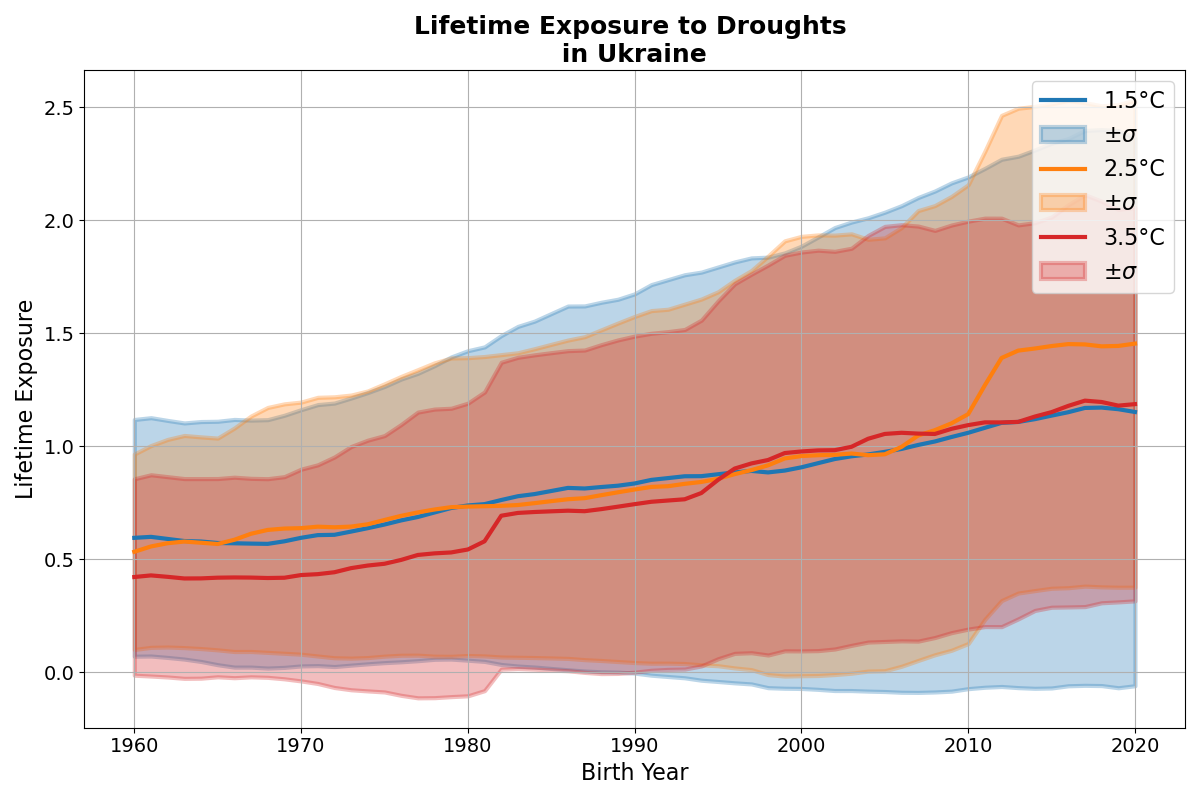 Lifetime Exposure to Droughts
in Ukraine
Lifetime Exposure
2.5
2.0
1.5
1.0
0.5
0.0
1960
1970
1980
1990
2000
2010
2020
Birth Year
1.5°C
±σ
2.5°C
±σ
3.5°C
±σ